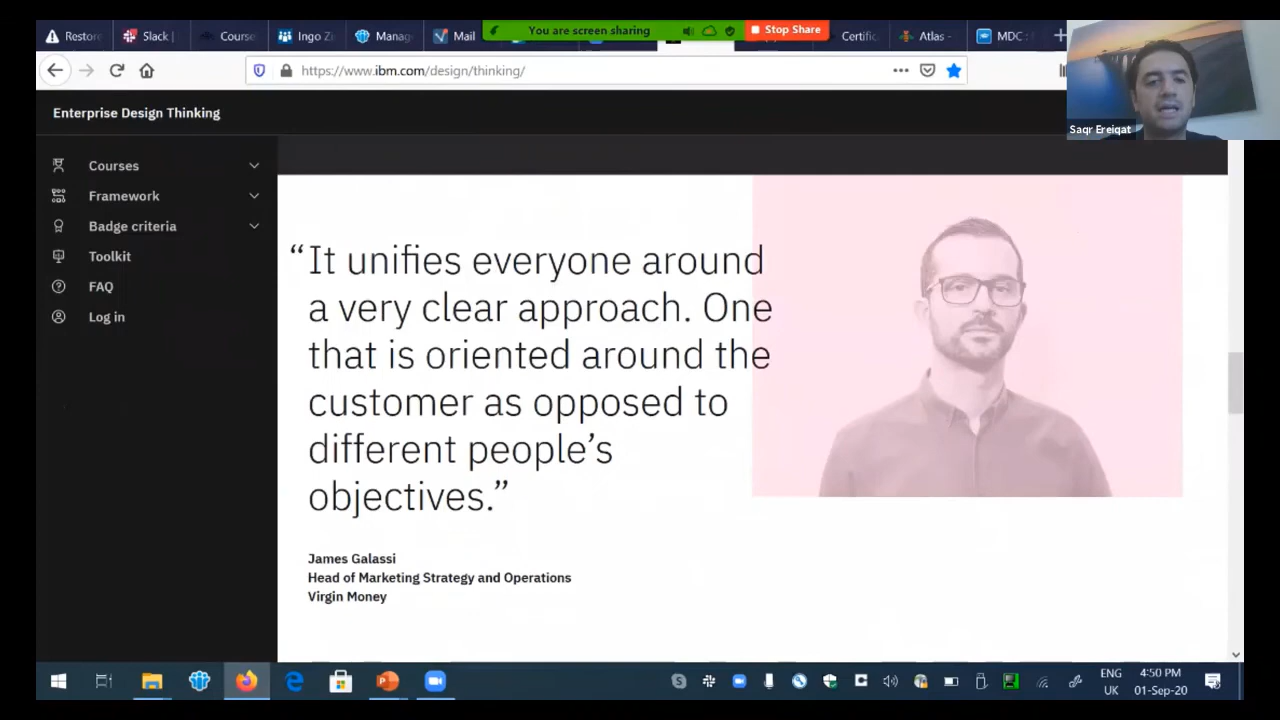 Restore
Slack |
Course
Ingo Zi
Manag
Mail
You are screen sharing
Stop Share
Certific
Atlas -
MDC :
https://www.ibm.com/design/thinking/
Saqr Ereiqat
Enterprise Design Thinking
Courses
Framework
Badge criteria
Toolkit
FAQ
Log in
“It unifies everyone around
a very clear approach. One
that is oriented around the
customer as opposed to
different people’s
objectives.”
James Galassi
Head of Marketing Strategy and Operations
Virgin Money
ENG
UK
4:50 PM
01-Sep-20